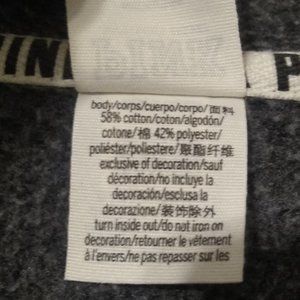 INK
P
body/corps/cuerpo/corpo/面料
58% cotton/coton/algodón/
cotone/棉 42% polyester/
poliéster/poliestere/聚酯纤维
exclusive of decoration/sauf
décoration/no incluye la
decoración/esclusa la
decorazione/装饰除外
turn inside out/do not iron on
decoration/retourner le vêtement
à l'envers/ne pas repasser sur les